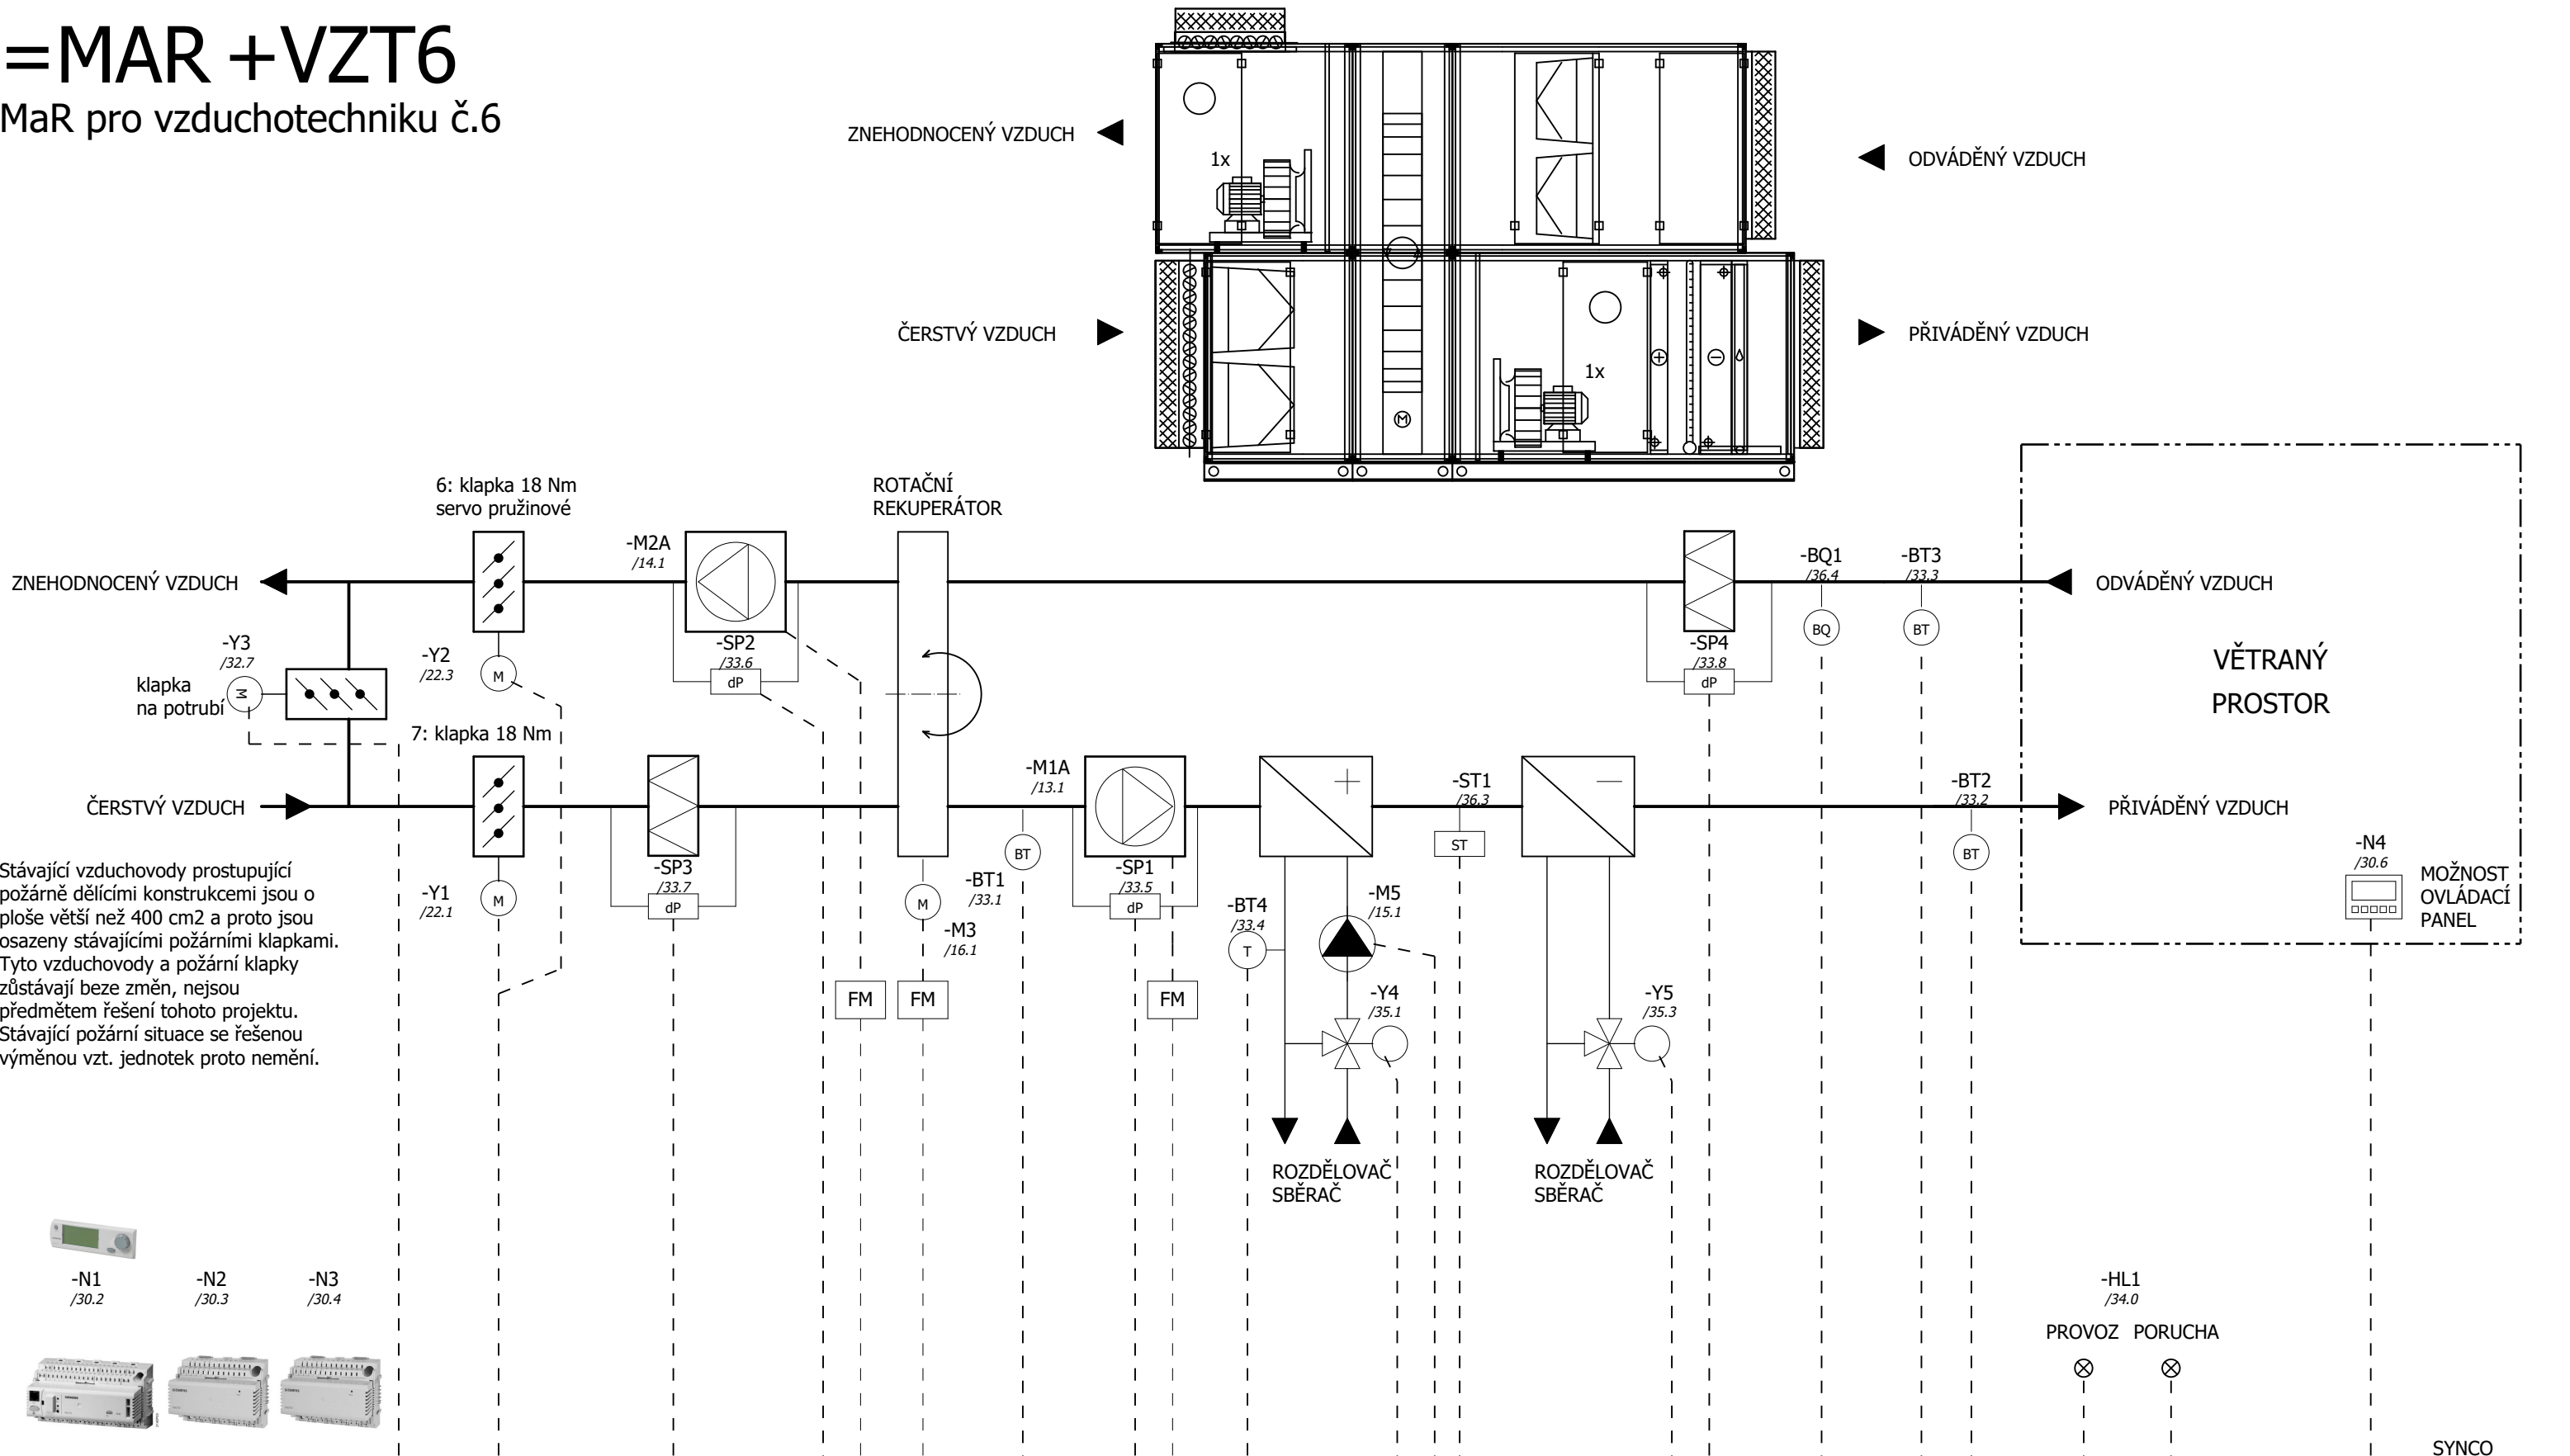 =MAR +VZT6
MaR pro vzduchotechniku č.6
ZNEHODNOCENÝ VZDUCH
1x
ODVÁDĚNÝ VZDUCH
ČERSTVÝ VZDUCH
1x
M
PŘIVÁDĚNÝ VZDUCH
6: klapka 18 Nm
servo pružinové
ROTAČNÍ
REKUPERÁTOR
-M2A
/14.1
-BQ1
/36.4
-BT3
/33.3
ZNEHODNOCENÝ VZDUCH
ODVÁDĚNÝ VZDUCH
-Y3
/32.7
klapka
na potrubí
M
-Y2
/22.3
M
-SP2
/33.6
dP
-SP4
/33.8
dP
BQ
BT
VĚTRANÝ
PROSTOR
7: klapka 18 Nm
-M1A
/13.1
-ST1
/36.3
-BT2
/33.2
ČERSTVÝ VZDUCH
PŘIVÁDĚNÝ VZDUCH
Stávající vzduchovody prostupující
požárně dělícími konstrukcemi jsou o
ploše větší než 400 cm2 a proto jsou
osazeny stávajícími požárními klapkami.
Tyto vzduchovody a požární klapky
zůstávají beze změn, nejsou
předmětem řešení tohoto projektu.
Stávající požární situace se řešenou
výměnou vzt. jednotek proto nemění.
-Y1
/22.1
M
-SP3
/33.7
dP
M
-M3
/16.1
BT
-BT1
/33.1
-SP1
/33.5
dP
-BT4
/33.4
T
-M5
/15.1
ST
BT
-N4
/30.6
MOŽNOST
OVLÁDACÍ
PANEL
FM
FM
FM
-Y4
/35.1
-Y5
/35.3
ROZDĚLOVAČ
SBĚRAČ
ROZDĚLOVAČ
SBĚRAČ
-N1
/30.2
-N2
/30.3
-N3
/30.4
-HL1
/34.0
PROVOZ PORUCHA
SYNCO